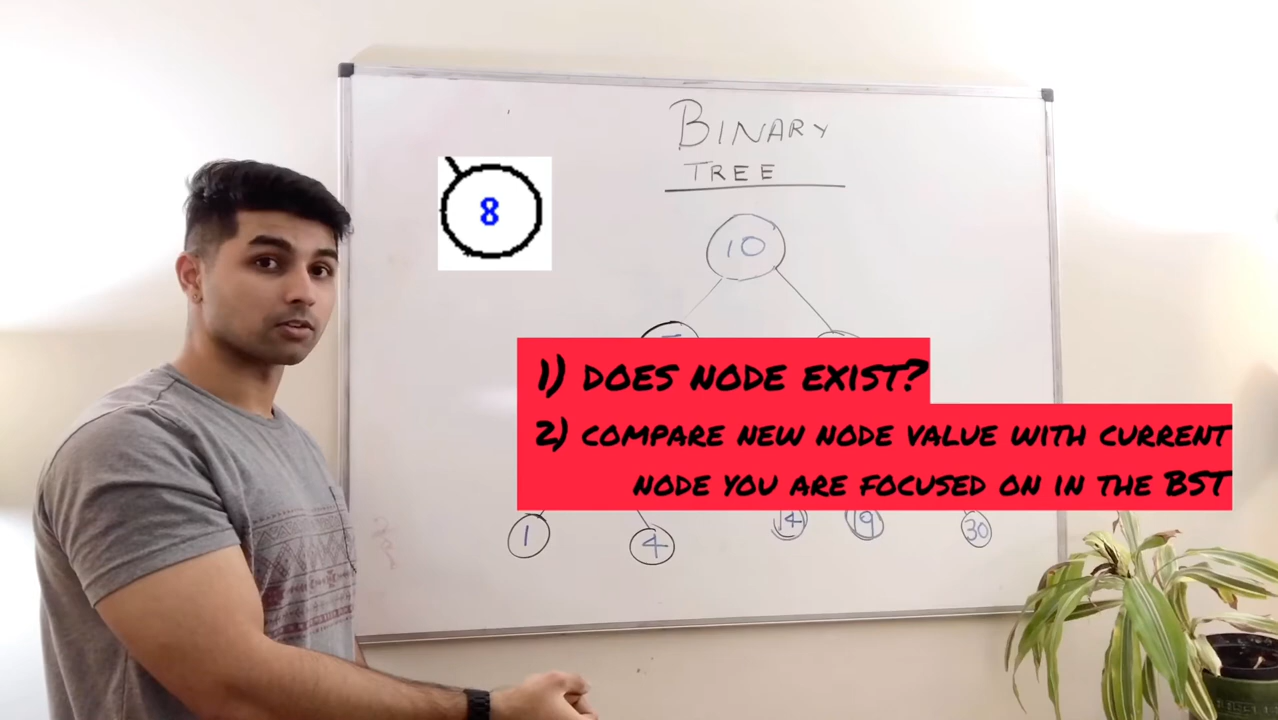 BINARY
TREE
8
10
1) DOES NODE EXIST?
2) COMPARE NEW NODE VALUE WITH CURRENT
NODE YOU ARE FOCUSED ON IN THE BST
1
4
14
19
30